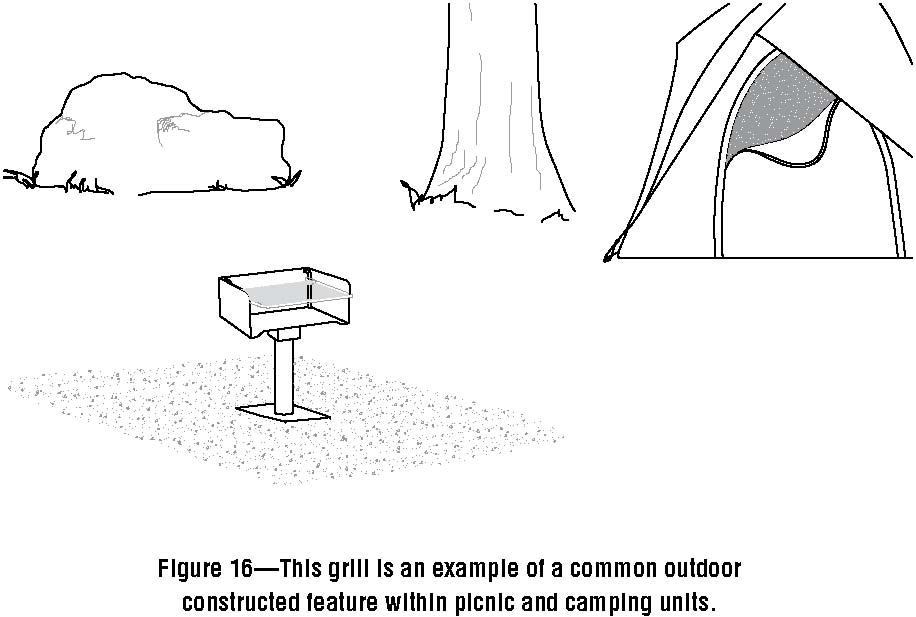 Figure 16—This grill is an example of a common outdoor
constructed feature within picnic and camping units.